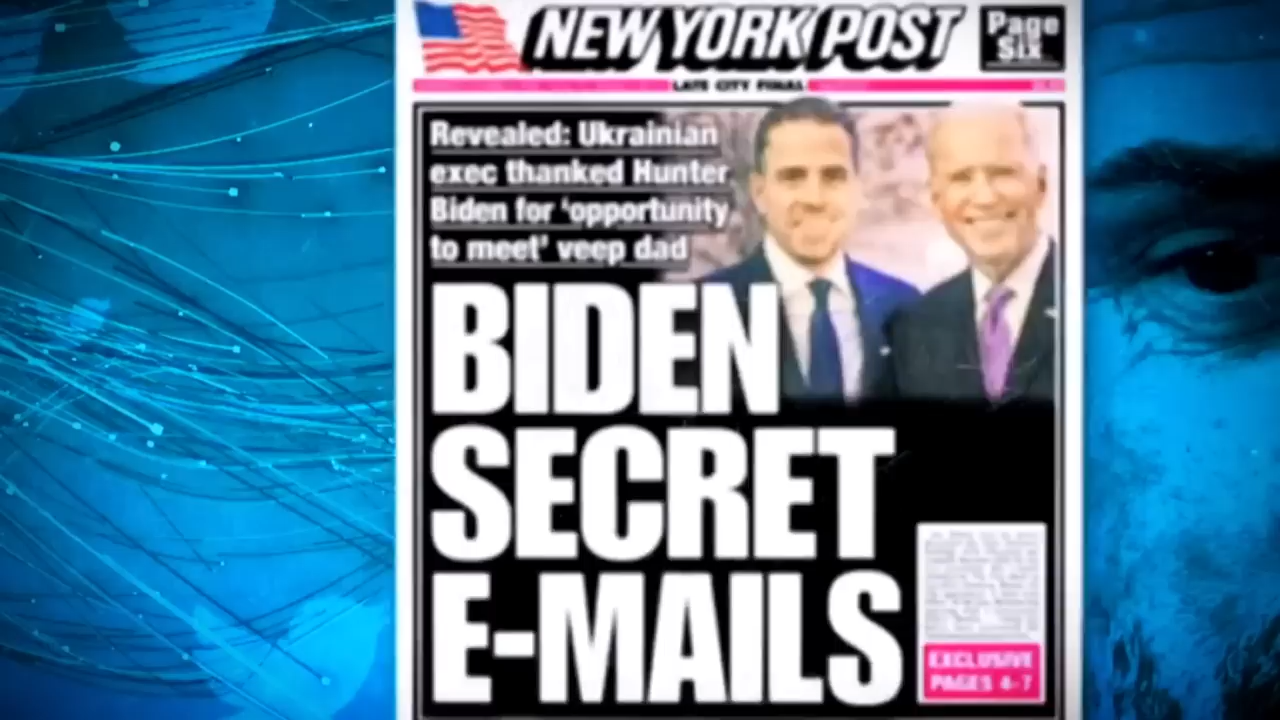 NEW YORK POST
Page
Six
LATE CITY FINAL
Revealed: Ukrainian
exec thanked Hunter
Biden for ‘opportunity
to meet’ veep dad
BIDEN
SECRET
E-MAILS
EXCLUSIVE
PAGES 4-7